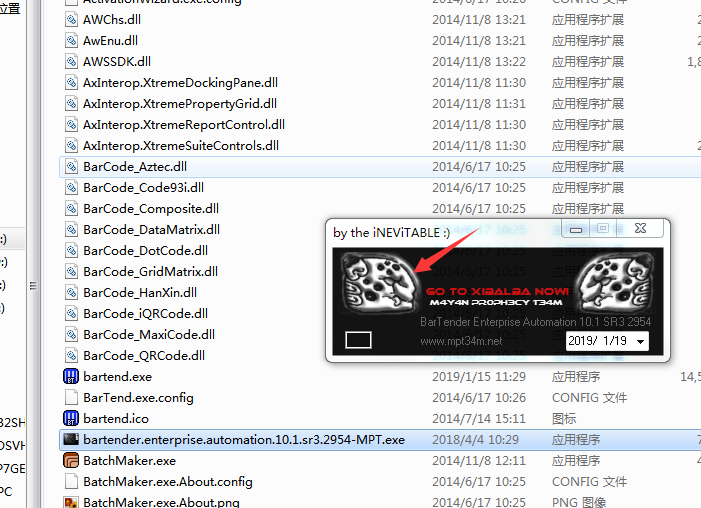 位置
ActivationWizard.exe.config 2014/6/17 10:25 CONFIG 文件
AWChs.dll 2014/11/8 13:21 应用程序扩展
AwEnu.dll 2014/11/8 13:21 应用程序扩展 2
AWSSDK.dll 2014/11/8 13:22 应用程序扩展 1,8
AxInterop.XtremeDockingPane.dll 2014/11/8 11:30 应用程序扩展
AxInterop.XtremePropertyGrid.dll 2014/11/8 11:31 应用程序扩展
AxInterop.XtremeReportControl.dll 2014/11/8 11:30 应用程序扩展
AxInterop.XtremeSuiteControls.dll 2014/11/8 11:30 应用程序扩展 2
BarCode_Aztec.dll 2014/6/17 10:25 应用程序扩展
BarCode_Code93i.dll 2014/6/17 10:25 应用程序扩展
BarCode_Composite.dll 2014/6/17 10:25 应用程序扩展
BarCode_DataMatrix.dll
:)
BarCode_DotCode.dll
:)
BarCode_GridMatrix.dll
BarCode_HanXin.dll
:)
BarCode_iQRCode.dll
BarCode_MaxiCode.dll
BarCode_QRCode.dll
by the iNEViTABLE :)
GO TO XIBALBA NOW!
M4Y4N PR0PH3CY T34M
BarTender Enterprise Automation 10.1 SR3 2954
www.mpt34m.net
2019/ 1/19
bartend.exe 2019/1/15 11:29 应用程序 14,5
BarTend.exe.config 2014/6/17 10:26 CONFIG 文件
B2SH
bartend.ico 2014/7/14 15:11 图标
DSVH
bartender.enterprise.automation.10.1.sr3.2954-MPT.exe 2018/4/4 10:29 应用程序 7
P7GE
BatchMaker.exe 2014/11/8 12:11 应用程序 4
BatchMaker.exe.About.config 2014/6/17 10:25 CONFIG 文件
PC
BatchMaker.exe.About.png 2014/6/17 10:25 PNG 图像